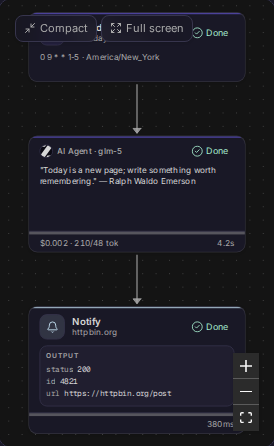 Compact
Full screen
Done
0 9 * * 1-5 · America/New_York
AI Agent · glm-5
Done
"Today is a new page; write something worth
remembering." — Ralph Waldo Emerson
$0.002 · 210/48 tok
4.2s
Notify
httpbin.org
Done
OUTPUT
status 200
id 4821
url https://httpbin.org/post
380ms